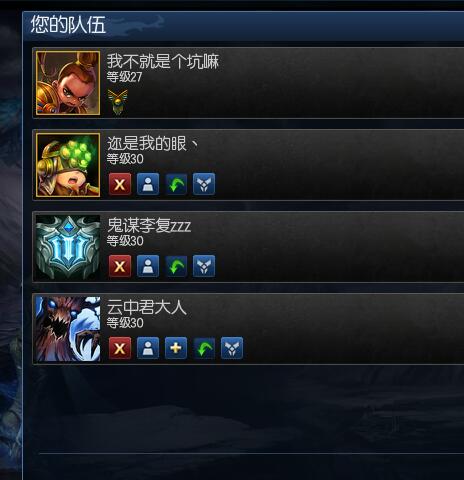 您的队伍
我不就是个坑嘛
等级27
迩是我的眼丶
等级30
鬼谋李复zzz
等级30
云中君大人
等级30